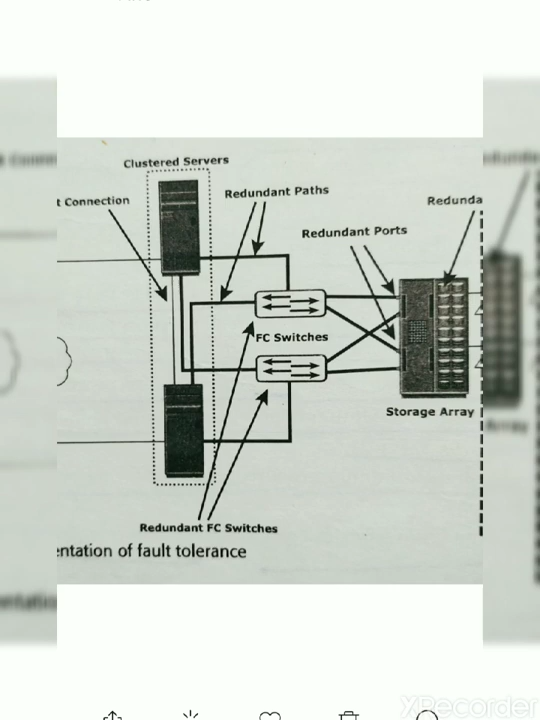 Clustered Servers
t Connection
Redundant Paths
Redunda
Redundant Ports
FC Switches
Storage Array
Redundant FC Switches
entation of fault tolerance
XRecorder